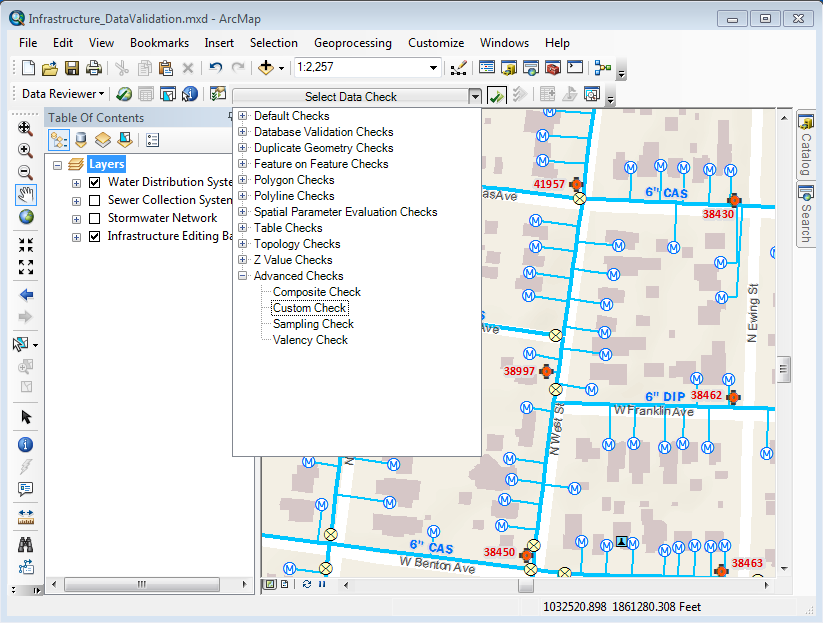 Infrastructure_DataValidation.mxd - ArcMap
File Edit View Bookmarks Insert Selection Geoprocessing Customize Windows Help
1:2,257
Data Reviewer
Select Data Check
Table Of Contents
Layers
Water Distribution Syste
Sewer Collection System
Stormwater Network
Infrastructure Editing Ba
Default Checks
Database Validation Checks
Duplicate Geometry Checks
Feature on Feature Checks
Polygon Checks
Polyline Checks
Spatial Parameter Evaluation Checks
Table Checks
Topology Checks
Z Value Checks
Advanced Checks
Composite Check
Custom Check
Sampling Check
Valency Check
Catalog
Search
41957
6" CAS
38430
asAve
N Ewing St
Ave
38997
6" DIP
38462
W Franklin Ave
N West St
N
6" CAS
38450
W Benton Ave
38463
1032520.898 1861280.308 Feet